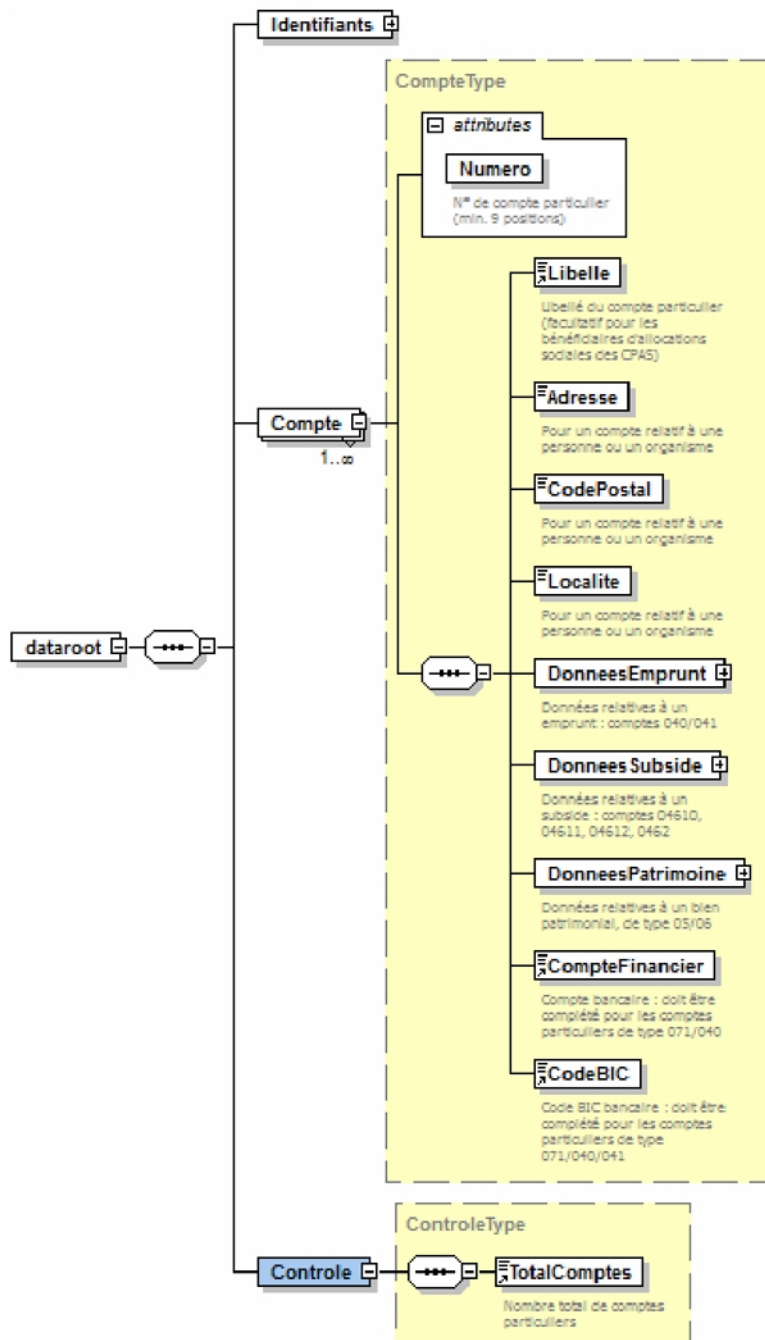 Identifiants
CompteType
attributes
Numero
N° de compte particulier
(min. 9 positions)
Libelle
Libellé du compte particulier
(facultatif pour les
bénéficiaires d'allocations
sociales des CPAS)
Adresse
Pour un compte relatif à une
personne ou un organisme
Compte
1..∞
CodePostal
Pour un compte relatif à une
personne ou un organisme
Localite
Pour un compte relatif à une
personne ou un organisme
dataroot
DonneesEmprunt
Données relatives à un
emprunt : comptes 040/041
DonneesSubside
Données relatives à un
subside : comptes 04610,
04611, 04612, 0462
DonneesPatrimoine
Données relatives à un bien
patrimonial, de type 05/06
CompteFinancier
Compte bancaire : doit être
complété pour les comptes
particuliers de type 071/040
CodeBIC
Code BIC bancaire : doit être
complété pour les comptes
particuliers de type
071/040/041
ControleType
Controle
TotalComptes
Nombre total de comptes
particuliers